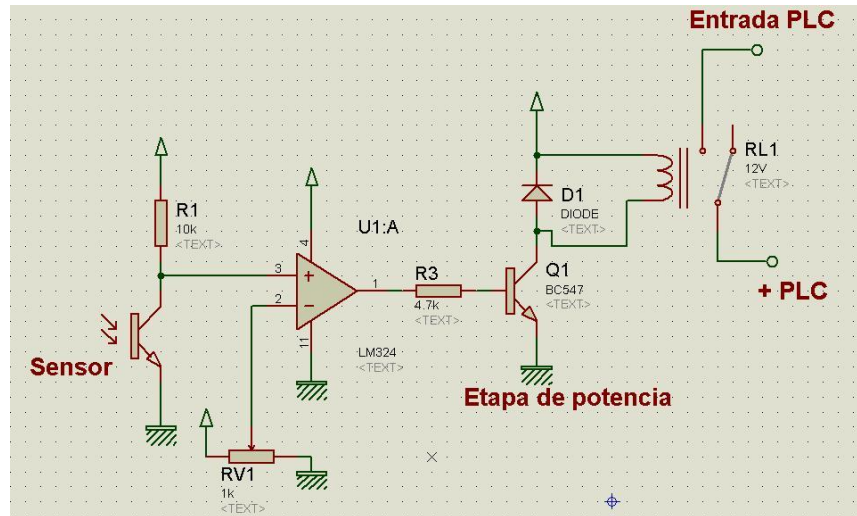 Entrada PLC
RL1
12V
<TEXT>
R1
10k
<TEXT>
D1
DIODE
<TEXT>
U1:A
4
3
2
1
11
LM324
<TEXT>
R3
4.7k
<TEXT>
Q1
BC547
<TEXT>
+ PLC
Sensor
Etapa de potencia
RV1
1k
<TEXT>